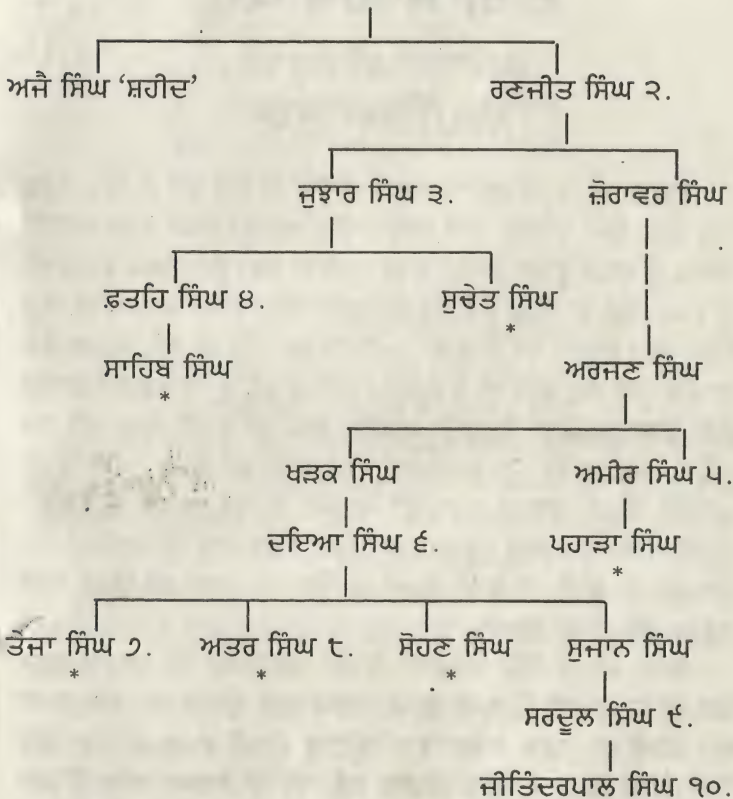 ਅਜੈ ਸਿੰਘ ‘ਸ਼ਹੀਦ’ ਰਣਜੀਤ ਸਿੰਘ ੨.
ਜੁਝਾਰ ਸਿੰਘ ੩. ਜ਼ੋਰਾਵਰ ਸਿੰਘ
ਫ਼ਤਹਿ ਸਿੰਘ ੪. ਸੁਚੇਤ ਸਿੰਘ
*
ਸਾਹਿਬ ਸਿੰਘ ਅਰਜਣ ਸਿੰਘ
*
ਖੜਕ ਸਿੰਘ ਅਮੀਰ ਸਿੰਘ ੫.
ਦਇਆ ਸਿੰਘ ੬. ਪਹਾੜਾ ਸਿੰਘ
*
ਤੇਜਾ ਸਿੰਘ ੭. ਅਤਰ ਸਿੰਘ ੮. ਸੋਹਣ ਸਿੰਘ ਸੁਜਾਨ ਸਿੰਘ
* * *
ਸਰਦੂਲ ਸਿੰਘ ੯.
ਜੀਤਿੰਦਰਪਾਲ ਸਿੰਘ ੧੦.